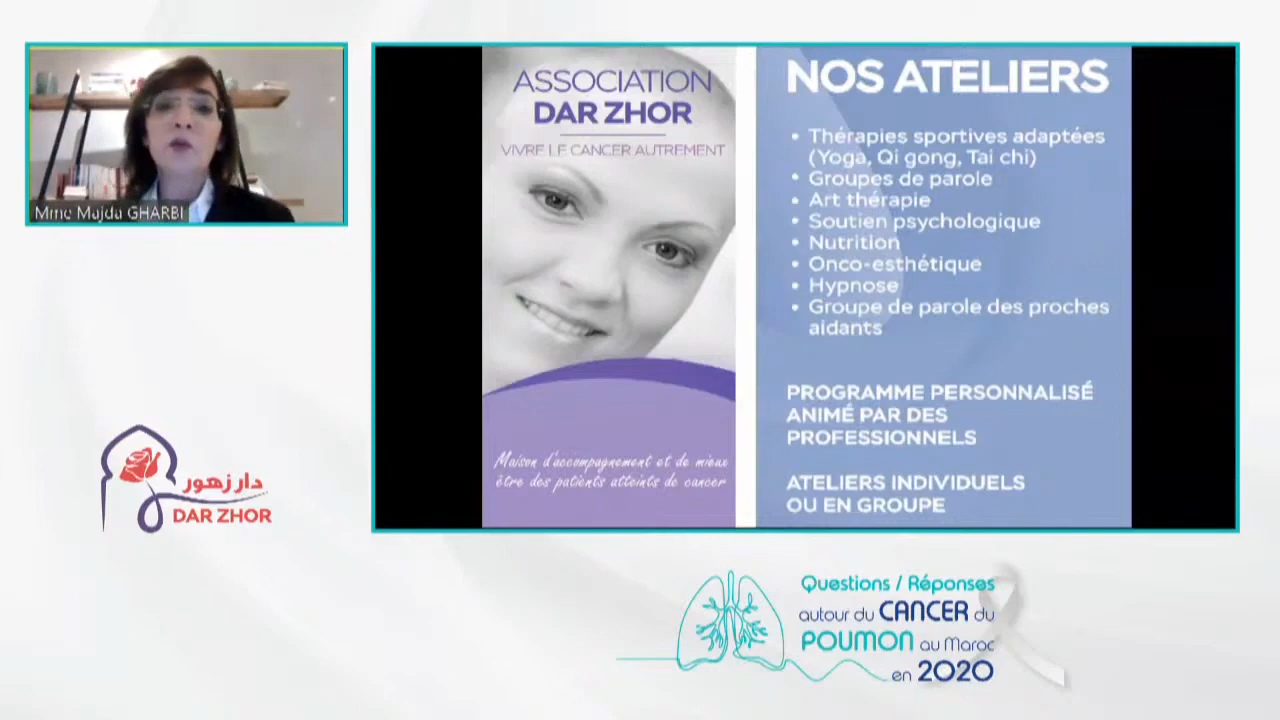 Mme Majda GHARBI
ASSOCIATION
DAR ZHOR
VIVRE LE CANCER AUTREMENT
Maison d'accompagnement et de mieux
être des patients atteints de cancer
NOS ATELIERS
• Thérapies sportives adaptées
(Yoga, Qi gong, Tai chi)
• Groupes de parole
• Art thérapie
• Soutien psychologique
• Nutrition
• Onco-esthétique
• Hypnose
• Groupe de parole des proches
aidants
PROGRAMME PERSONNALISÉ
ANIMÉ PAR DES
PROFESSIONNELS
ATELIERS INDIVIDUELS
OU EN GROUPE
دار زهور
DAR ZHOR
Questions / Réponses
autour du CANCER du
POUMON au Maroc
en 2020